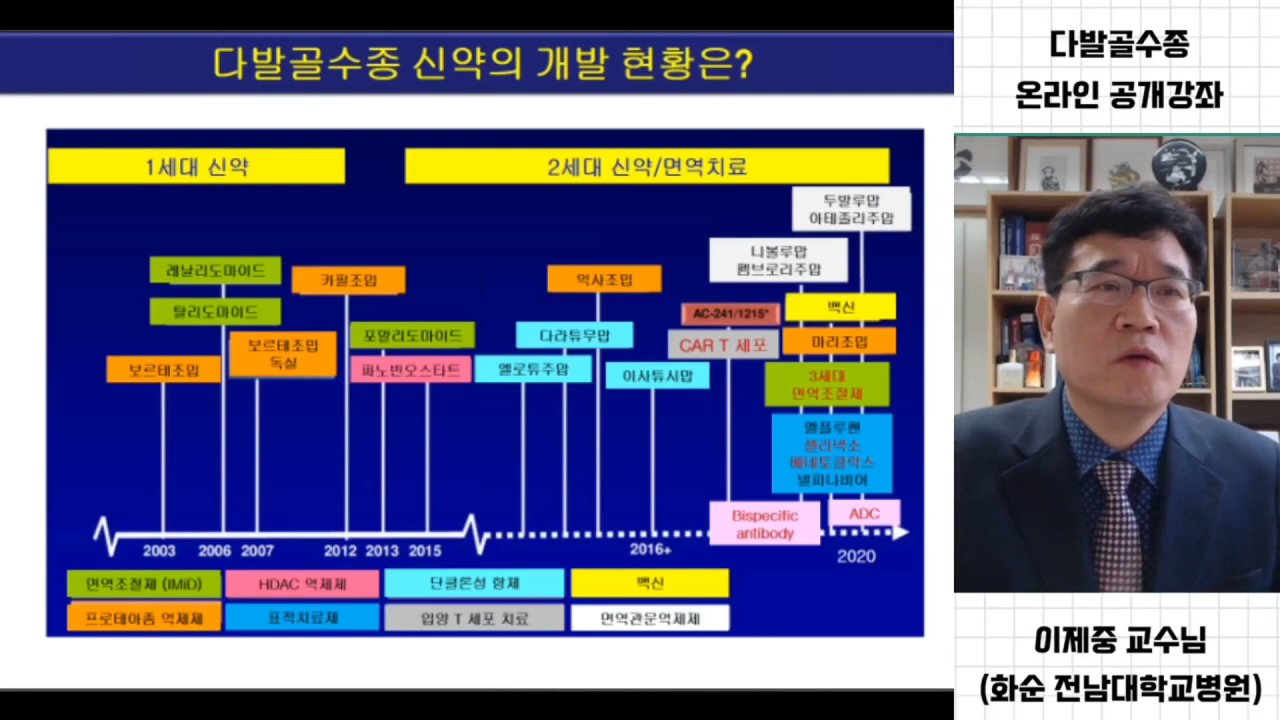 다발골수종 신약의 개발 현황은?
1세대 신약
2세대 신약/면역치료
두발루맙
아테졸리주맙
니볼루맙
펨브로리주맙
레날리도마이드
카필조밉
익사조밉
탈리도마이드
AC-241/1215*
백신
보르테조밉
독실
포말리도마이드
다라튜무맙
CAR T 세포
마리조밉
보르테조밉
파노빈오스타트
엘로튜주맙
이사튜시맙
3세대
면역조절제
멜플루펜
셀리넥소
베네토클락스
넬피나비어
Bispecific
antibody
ADC
2003
2006
2007
2012
2013
2015
2016+
2020
면역조절제 (IMiD)
HDAC 억제제
단클론성 항체
백신
프로테아좀 억제제
표적치료제
입양 T 세포 치료
면역관문억제제
다발골수종
온라인 공개강좌
이제중 교수님
(화순 전남대학교병원)